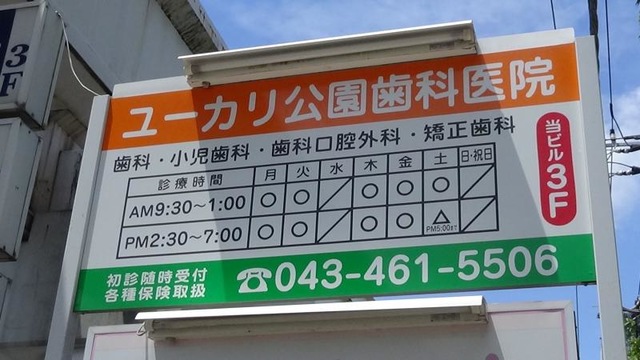 3
F
ユーカリ公園歯科医院
歯科・小児歯科・歯科口腔外科・矯正歯科
診療時間 月 火 水 木 金 土 日・祝日
AM9:30～1:00 ○ ○ ／ ○ ○ ○ ／
PM2:30～7:00 ○ ○ ／ ○ ○ △ ／
PM5:00まで
当ビル3F
初診随時受付
各種保険取扱
☎043-461-5506